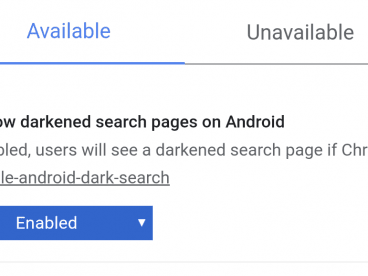 Available Unavailable
ow darkened search pages on Android
bled, users will see a darkened search page if Chr
le-android-dark-search
Enabled